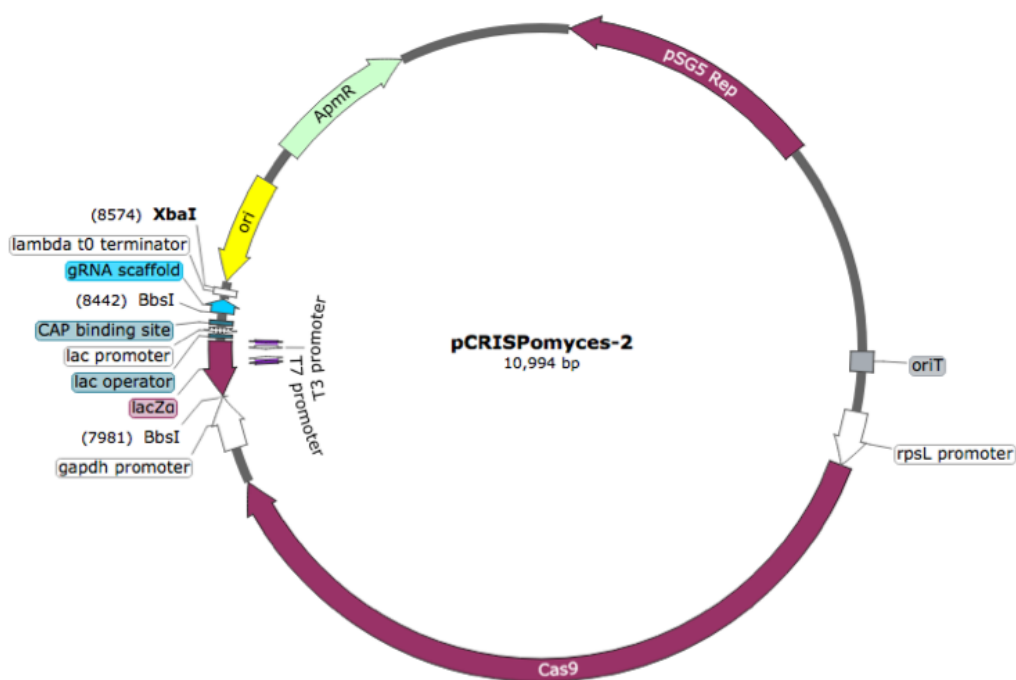 pSG5 Rep
ApmR
ori
(8574) XbaI
lambda t0 terminator
gRNA scaffold
(8442) BbsI
CAP binding site
lac promoter
lac operator
lacZα
(7981) BbsI
gapdh promoter
T3 promoter
T7 promoter
pCRISPomyces-2
10,994 bp
oriT
rpsL promoter
Cas9